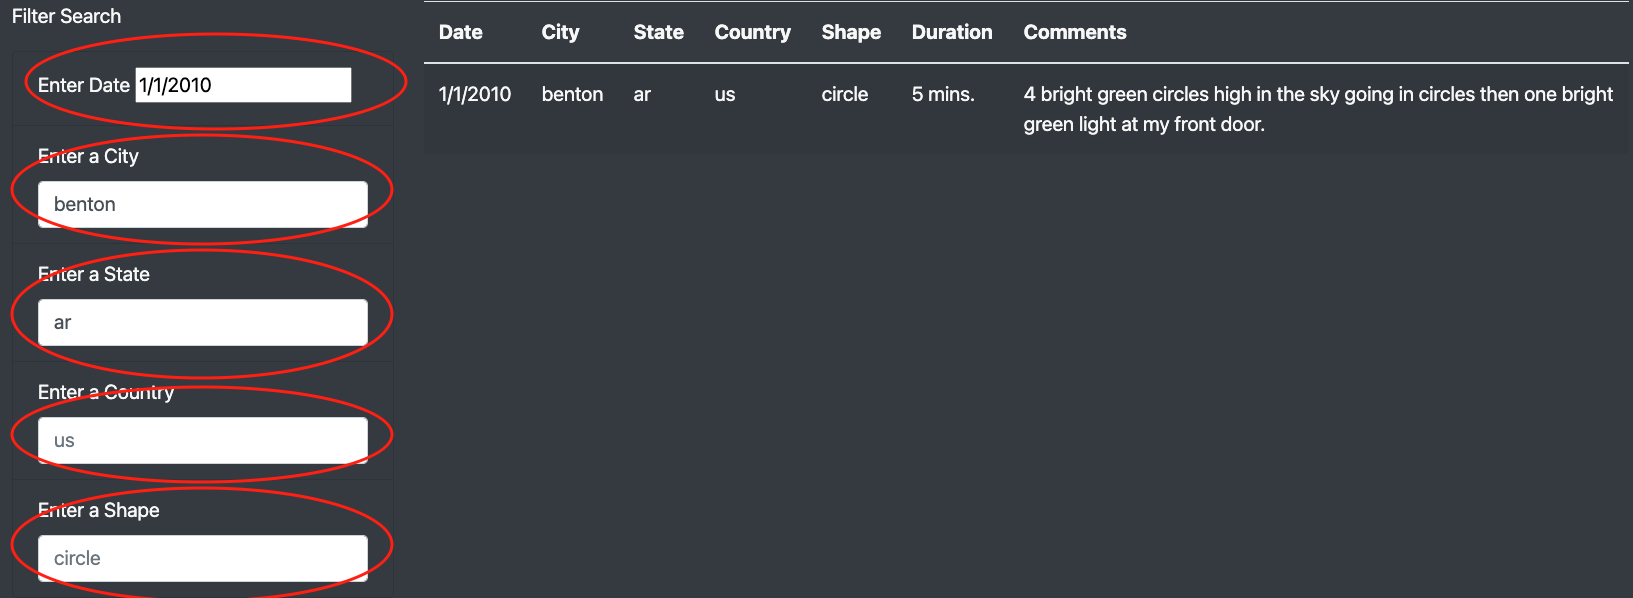 Filter Search
Enter Date 1/1/2010
Enter a City
benton
Enter a State
ar
Enter a Country
us
Enter a Shape
circle
Date City State Country Shape Duration Comments
1/1/2010 benton ar us circle 5 mins. 4 bright green circles high in the sky going in circles then one bright
green light at my front door.